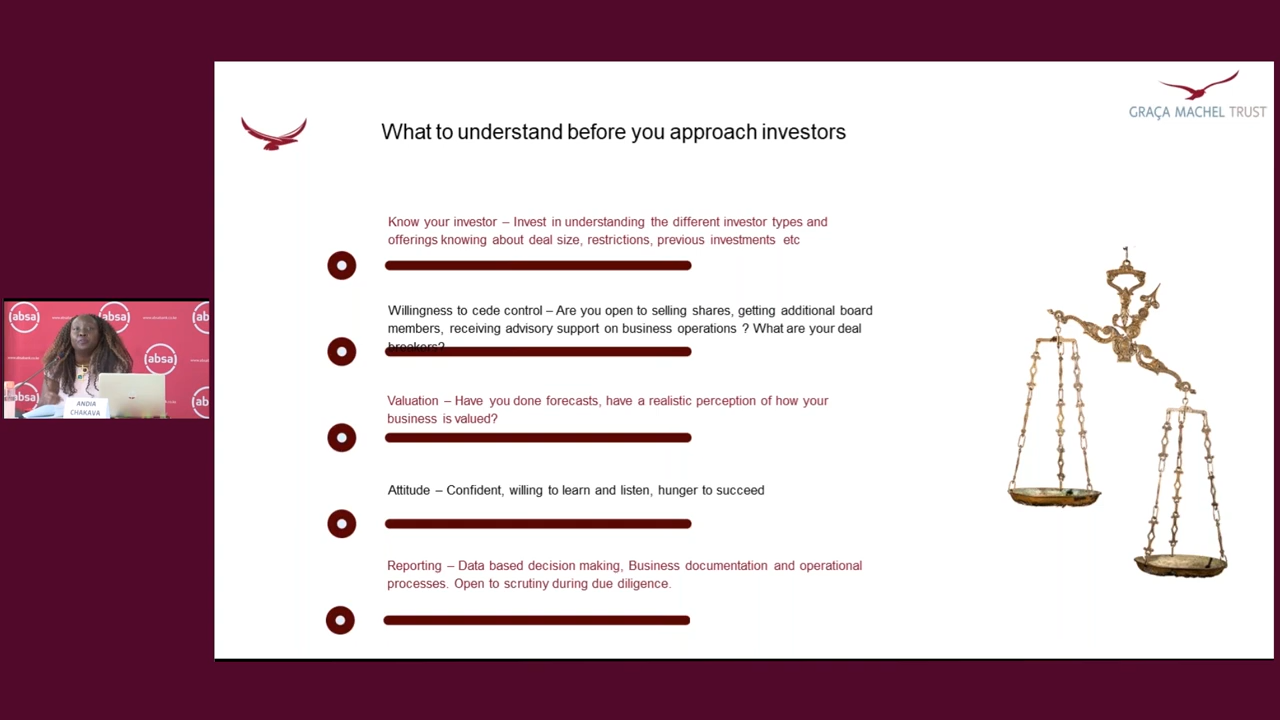 GRAÇA MACHEL TRUST
What to understand before you approach investors
Know your investor – Invest in understanding the different investor types and
offerings knowing about deal size, restrictions, previous investments etc
Willingness to cede control – Are you open to selling shares, getting additional board
members, receiving advisory support on business operations ? What are your deal
breakers?
Valuation – Have you done forecasts, have a realistic perception of how your
business is valued?
Attitude – Confident, willing to learn and listen, hunger to succeed
Reporting – Data based decision making, Business documentation and operational
processes. Open to scrutiny during due diligence.
absa
absa
absa
absa
ANDIA
CHAKAVA